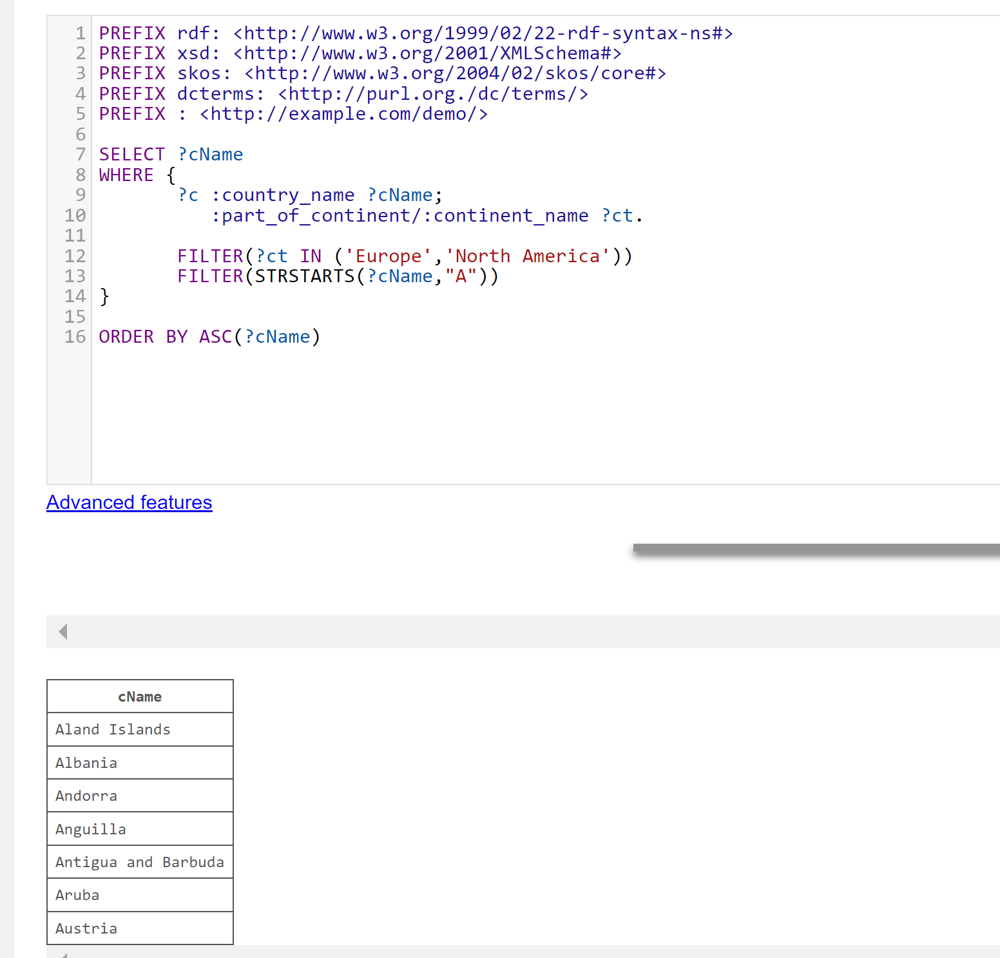 1 PREFIX rdf: <http://www.w3.org/1999/02/22-rdf-syntax-ns#>
2 PREFIX xsd: <http://www.w3.org/2001/XMLSchema#>
3 PREFIX skos: <http://www.w3.org/2004/02/skos/core#>
4 PREFIX dcterms: <http://purl.org./dc/terms/>
5 PREFIX : <http://example.com/demo/>
6
7 SELECT ?cName
8 WHERE {
9 ?c :country_name ?cName;
10 :part_of_continent/:continent_name ?ct.
11
12 FILTER(?ct IN ('Europe','North America'))
13 FILTER(STRSTARTS(?cName,"A"))
14 }
15
16 ORDER BY ASC(?cName)
Advanced features
cName
Aland Islands
Albania
Andorra
Anguilla
Antigua and Barbuda
Aruba
Austria